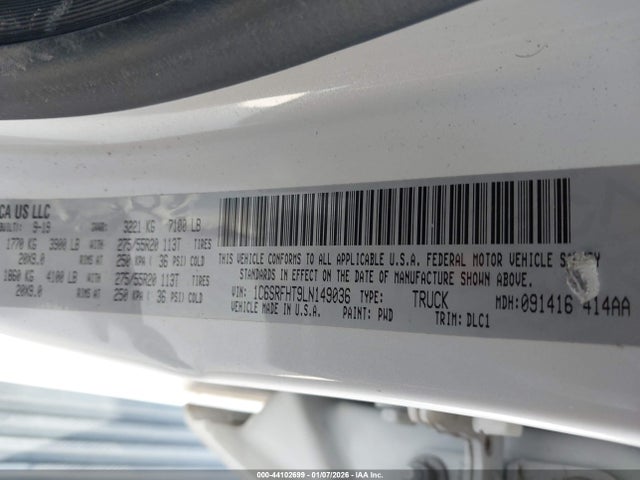 CA US LLC
BUILT: 9-19 GVWR: 3221 KG 7100 LB
1770 KG 3900 LB WITH 275/55R20 113T TIRES
20X9.0 RIMS AT 250 KPA ( 36 PSI) COLD
1860 KG 4100 LB WITH 275/55R20 113T TIRES
20X9.0 RIMS AT 250 KPA ( 36 PSI) COLD
THIS VEHICLE CONFORMS TO ALL APPLICABLE U.S.A. FEDERAL MOTOR VEHICLE SAFETY
STANDARDS IN EFFECT ON THE DATE OF MANUFACTURE SHOWN ABOVE.
VIN: 1C6SRFHT9LN149036 TYPE: TRUCK MDH:091416 414AA
VEHICLE MADE IN U.S.A. PAINT: PWD TRIM: DLC1
000-44102699 | 01/07/2026 - IAA Inc.